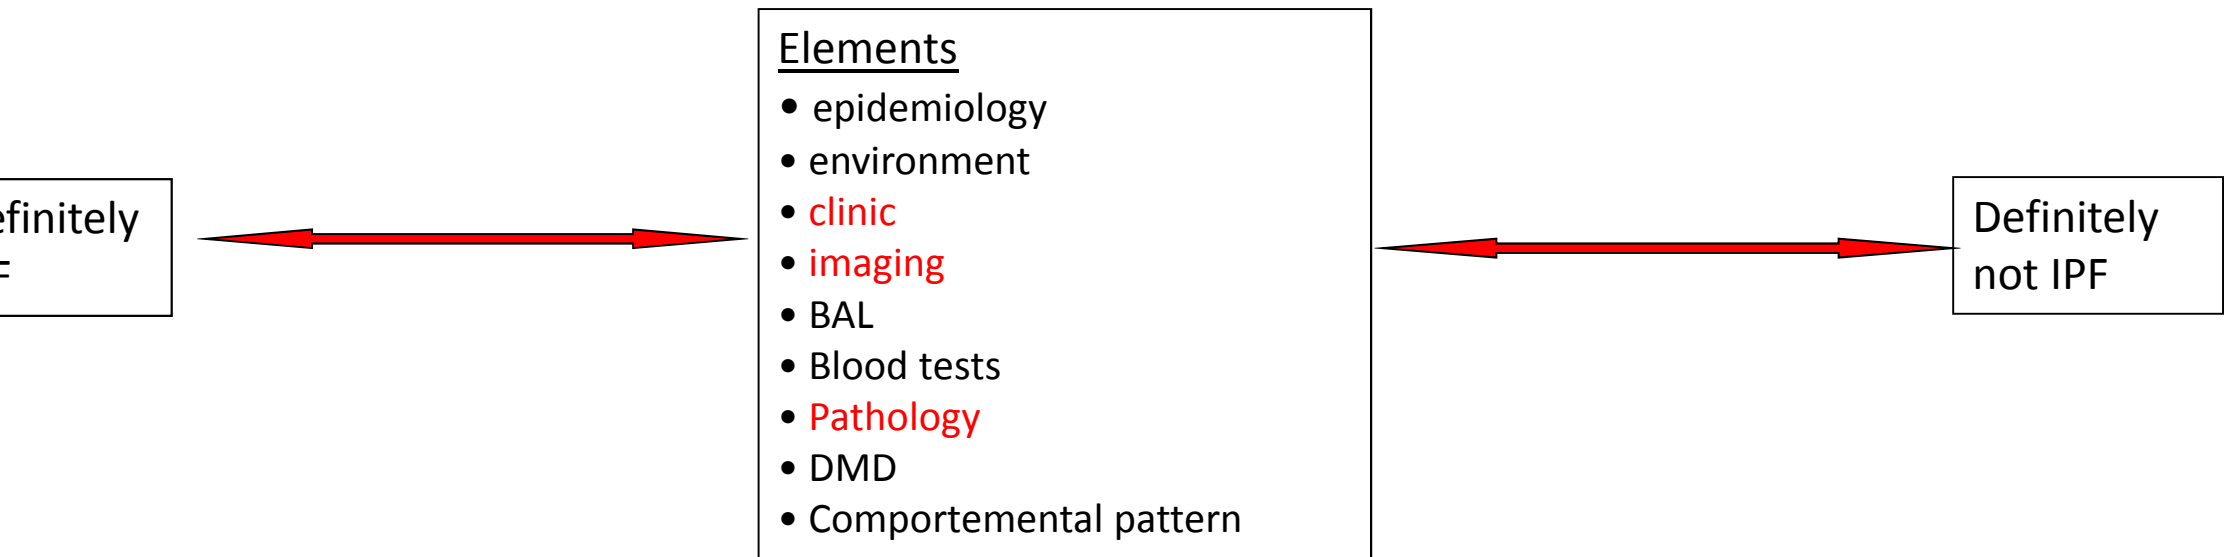 efinitely
F
Elements
• epidemiology
• environment
• clinic
• imaging
• BAL
• Blood tests
• Pathology
• DMD
• Comportemental pattern
Definitely
not IPF